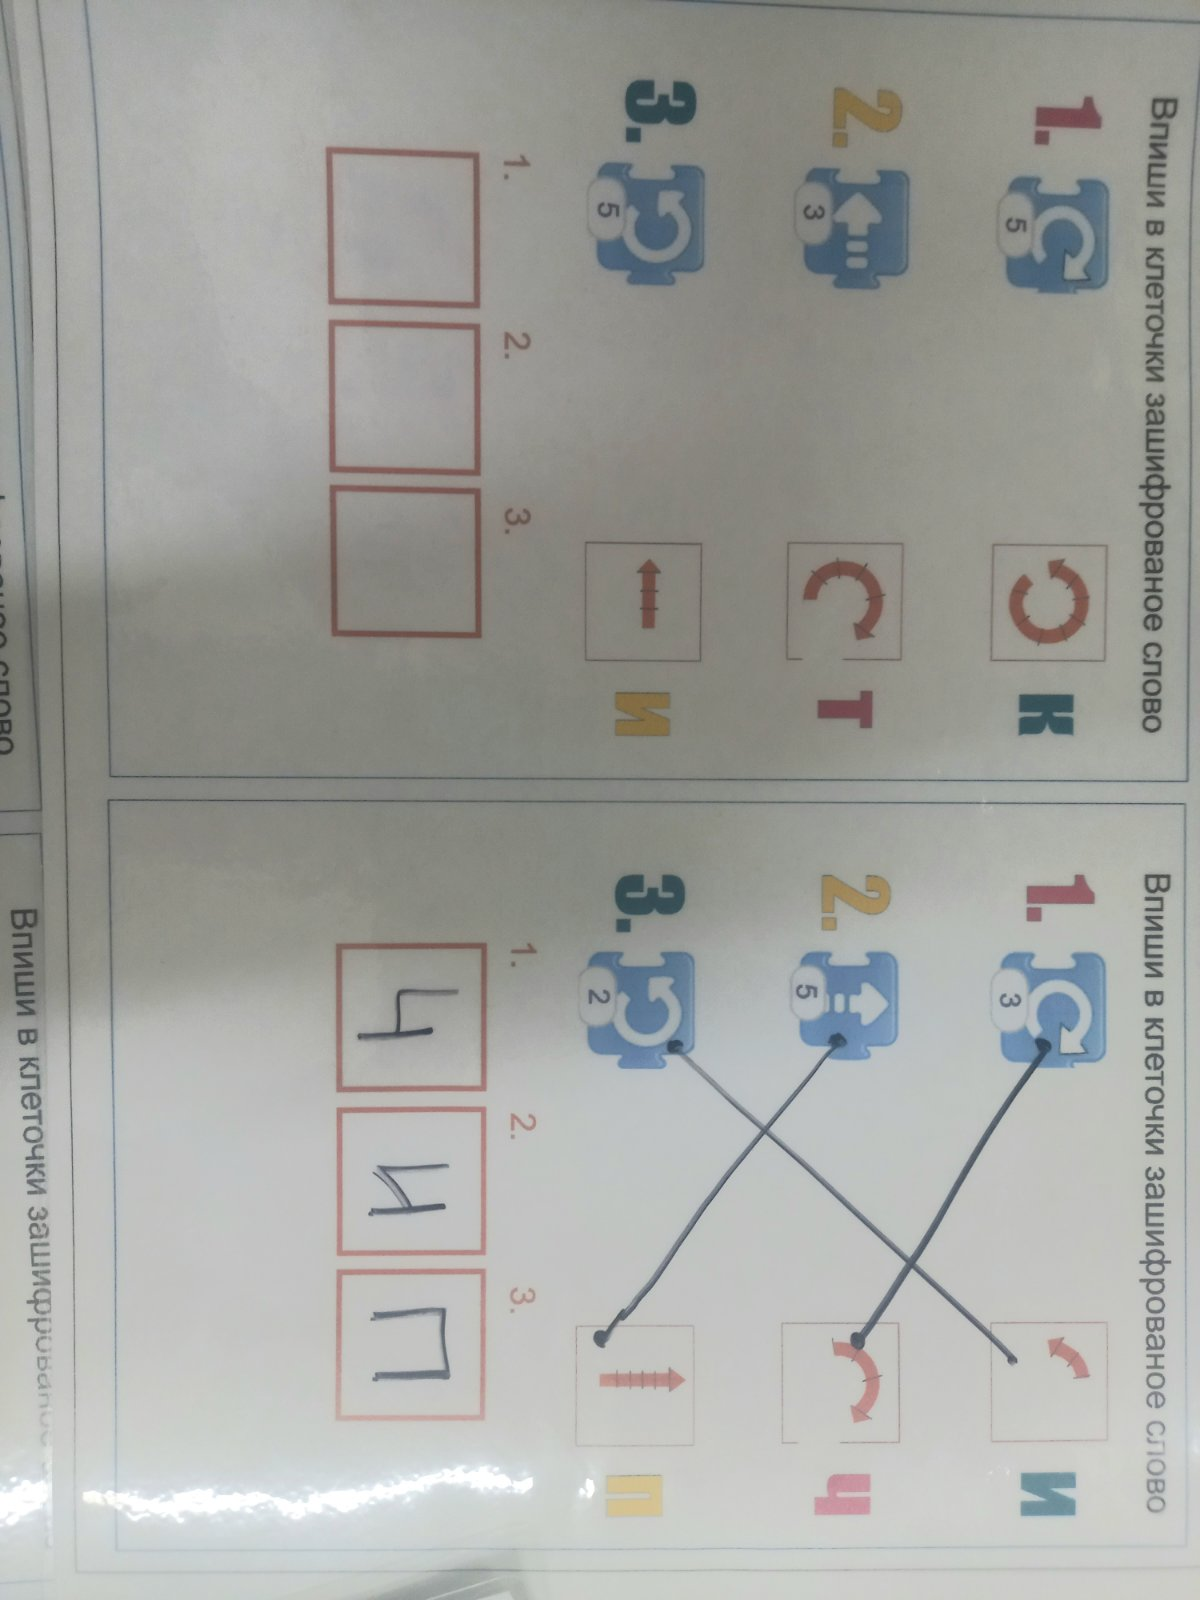 Впиши в клеточки зашифрованое слово
1.
5
К
2.
3
Т
3.
5
И
1. 2. 3.
Впиши в клеточки зашифрованое слово
1.
3
И
2.
5
Ч
3.
2
П
1. 2. 3.
Ч И П
слово
Впиши в клеточки зашифрованое